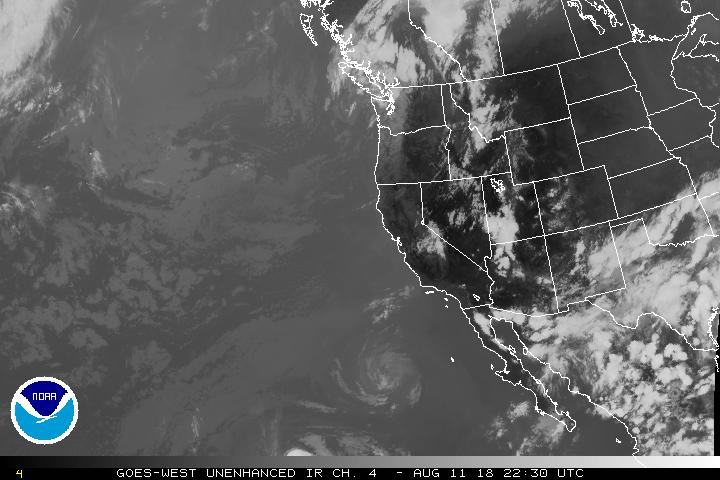 NOAA
4 GOES-WEST UNENHANCED IR CH. 4 - AUG 11 18 22:30 UTC